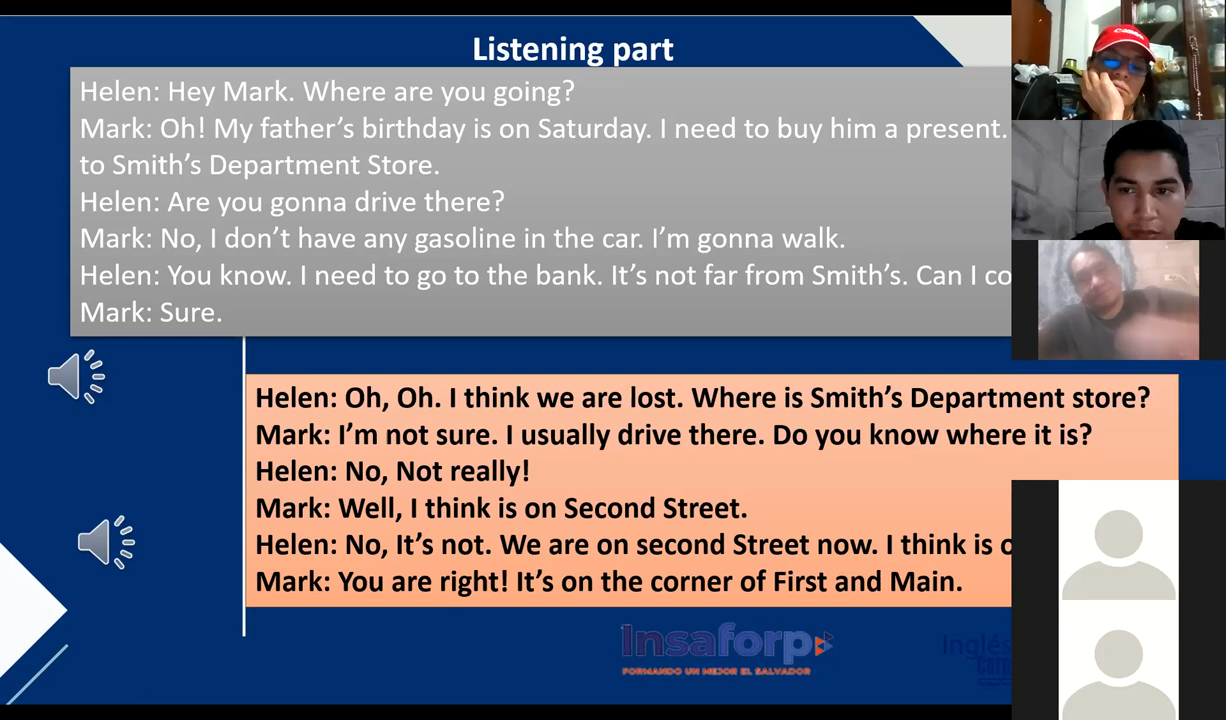 Listening part
Helen: Hey Mark. Where are you going?
Mark: Oh! My father’s birthday is on Saturday. I need to buy him a present.
to Smith’s Department Store.
Helen: Are you gonna drive there?
Mark: No, I don’t have any gasoline in the car. I’m gonna walk.
Helen: You know. I need to go to the bank. It’s not far from Smith’s. Can I
Mark: Sure.
Helen: Oh, Oh. I think we are lost. Where is Smith’s Department store?
Mark: I’m not sure. I usually drive there. Do you know where it is?
Helen: No, Not really!
Mark: Well, I think is on Second Street.
Helen: No, It’s not. We are on second Street now. I think is
Mark: You are right! It’s on the corner of First and Main.
Insaforp
FORMANDO UN MEJOR EL SALVADOR
Inglés